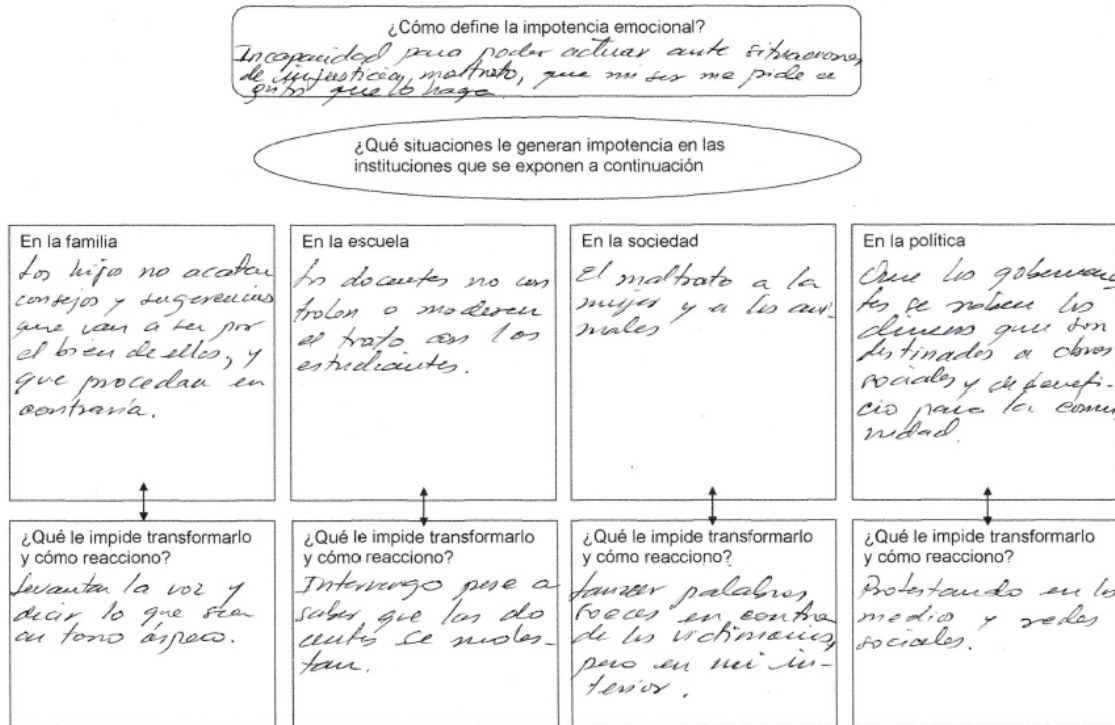 ¿Cómo define la impotencia emocional?
Incapacidad para poder actuar ante situaciones
de injusticia, maltrato, que mi ser me pide a
gritos que lo haga.
¿Qué situaciones le generan impotencia en las
instituciones que se exponen a continuación
En la familia
Los hijos no acatan
consejos y sugerencias
que van a ser por
el bien de ellos, y
que procedan en
contraria.
En la escuela
los docentes no con
trolen o moderen
el trato con los
estudiantes.
En la sociedad
El maltrato a la
mujer y a los ani-
males
En la política
Que los gobernan
tes se roben los
dineros que son
destinados a obras
sociales y de benefi-
cio para la comu
nidad.
¿Qué le impide transformarlo
y cómo reacciono?
Levantar la voz y
decir lo que sea
en tono áspero.
¿Qué le impide transformarlo
y cómo reacciono?
Intervengo pese a
saber que los do
centes se moles-
tan.
¿Qué le impide transformarlo
y cómo reacciono?
Lanzar palabras
soeces en contra
de los victimarios,
pero en mi in-
terior.
¿Qué le impide transformarlo
y cómo reacciono?
Protestando en los
medio y redes
sociales.